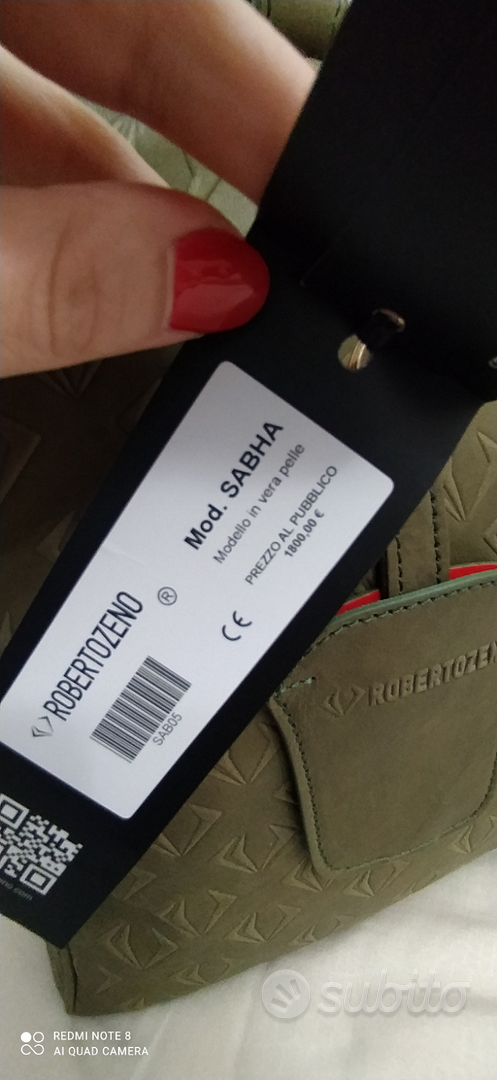 Mod. SABHA
Modello in vera pelle
PREZZO AL PUBBLICO
1800,00 €
ROBERTOZENO ®
CE
SAB05
ROBERTOZENO
subito
REDMI NOTE 8
AI QUAD CAMERA